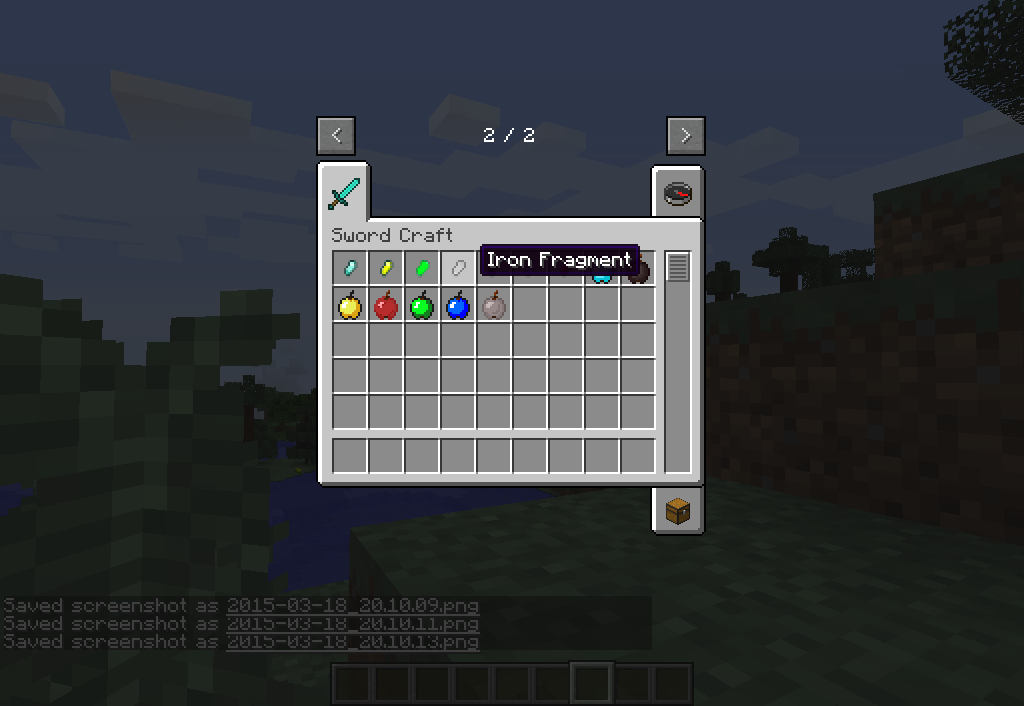 2 / 2
Sword Craft
Iron Fragment
Saved screenshot as 2015-03-18_20.10.09.png
Saved screenshot as 2015-03-18_20.10.11.png
Saved screenshot as 2015-03-18_20.10.13.png